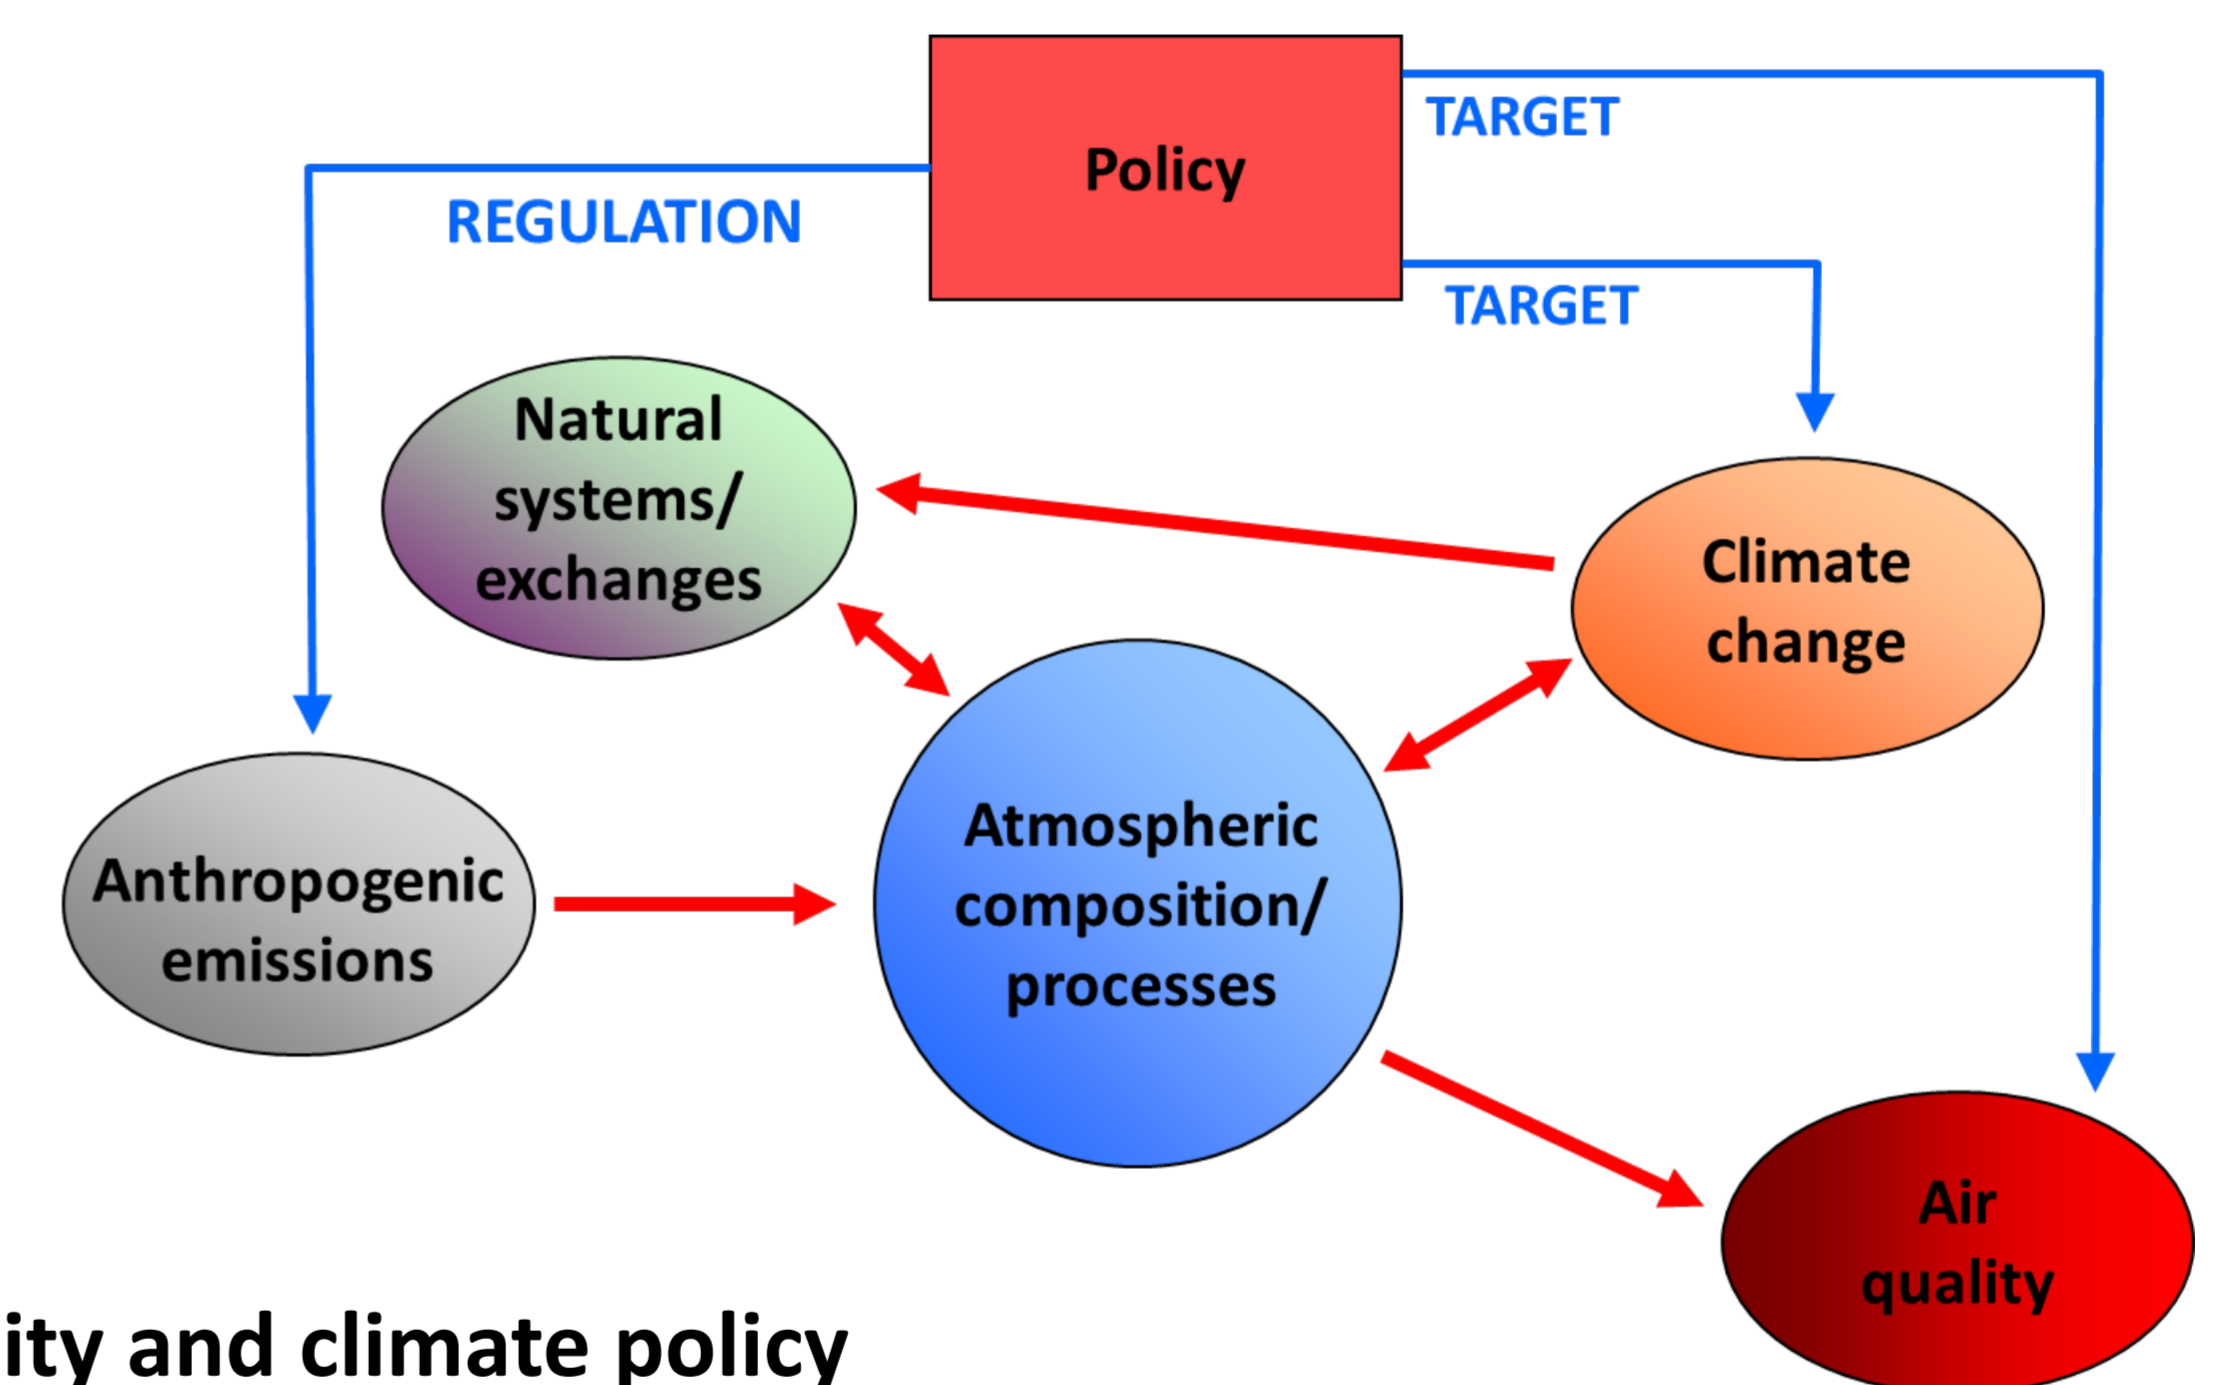 Policy
TARGET
REGULATION
TARGET
Natural
systems/
exchanges
Climate
change
Atmospheric
composition/
processes
Anthropogenic
emissions
Air
quality
ity and climate policy